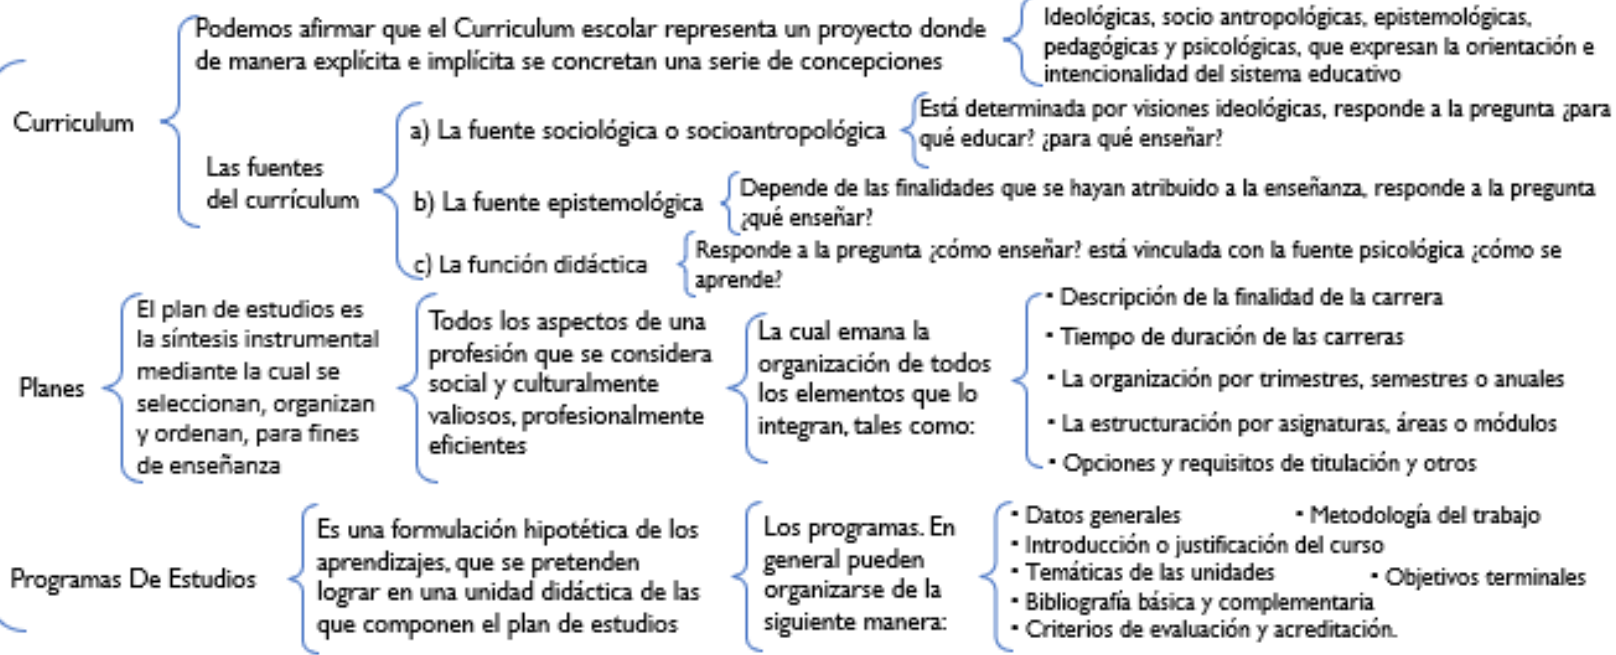 Podemos afirmar que el Curriculum escolar representa un proyecto donde
de manera explícita e implícita se concretan una serie de concepciones
Ideológicas, socio antropológicas, epistemológicas,
pedagógicas y psicológicas, que expresan la orientación e
intencionalidad del sistema educativo
Curriculum
Las fuentes
del currículum
a) La fuente sociológica o socioantropológica
Está determinada por visiones ideológicas, responde a la pregunta ¿para
qué educar? ¿para qué enseñar?
b) La fuente epistemológica
Depende de las finalidades que se hayan atribuido a la enseñanza, responde a la pregunta
¿qué enseñar?
c) La función didáctica
Responde a la pregunta ¿cómo enseñar? está vinculada con la fuente psicológica ¿cómo se
aprende?
Planes
El plan de estudios es
la síntesis instrumental
mediante la cual se
seleccionan, organizan
y ordenan, para fines
de enseñanza
Todos los aspectos de una
profesión que se considera
social y culturalmente
valiosos, profesionalmente
eficientes
La cual emana la
organización de todos
los elementos que lo
integran, tales como:
▪ Descripción de la finalidad de la carrera
▪ Tiempo de duración de las carreras
▪ La organización por trimestres, semestres o anuales
▪ La estructuración por asignaturas, áreas o módulos
▪ Opciones y requisitos de titulación y otros
Programas De Estudios
Es una formulación hipotética de los
aprendizajes, que se pretenden
lograr en una unidad didáctica de las
que componen el plan de estudios
Los programas. En
general pueden
organizarse de la
siguiente manera:
▪ Datos generales
▪ Metodología del trabajo
▪ Introducción o justificación del curso
▪ Temáticas de las unidades
▪ Objetivos terminales
▪ Bibliografía básica y complementaria
▪ Criterios de evaluación y acreditación.